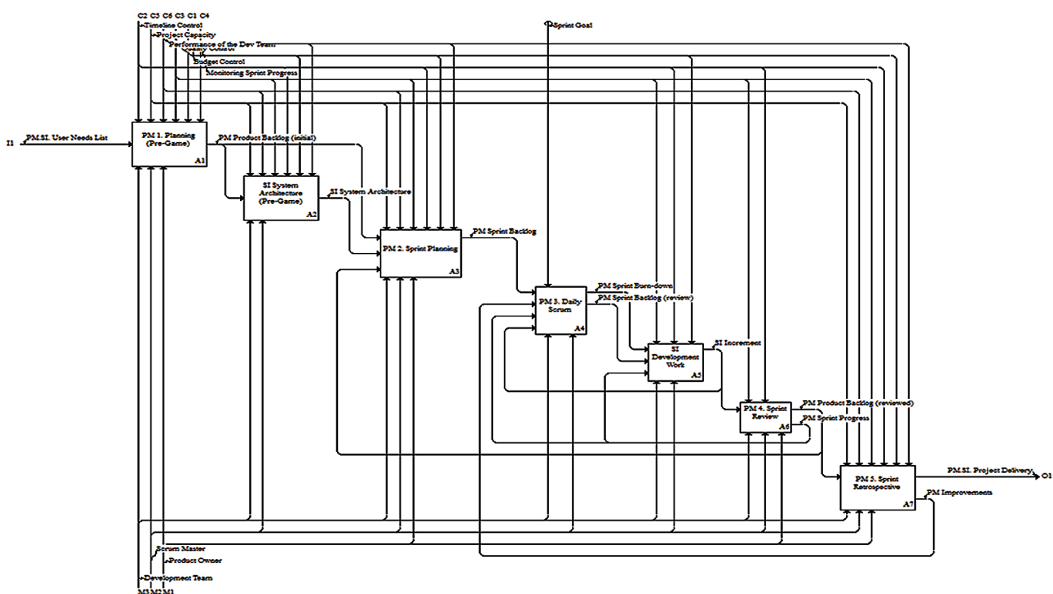 C2 C5 C6 C3 C1 C4
Timeline Control
Project Capacity
Performance of the Dev Team
Control
Budget Control
Monitoring Sprint Progress
Sprint Goal
I1
PM.SI. User Needs List
PM 1. Planning
(Pre-Game)
A1
PM Product Backlog (initial)
SI System
Architecture
(Pre-Game)
A2
SI System Architecture
PM 2. Sprint Planning
A3
PM Sprint Backlog
PM 3. Daily
Scrum
A4
PM Sprint Burn-down
PM Sprint Backlog (review)
SI
Development
Work
A5
SI Increment
PM 4. Sprint
Review
A6
PM Product Backlog (reviewed)
PM Sprint Progress
PM 5. Sprint
Retrospective
A7
PM.SI. Project Delivery
O1
PM Improvements
Scrum Master
Product Owner
Development Team
M3 M2 M1